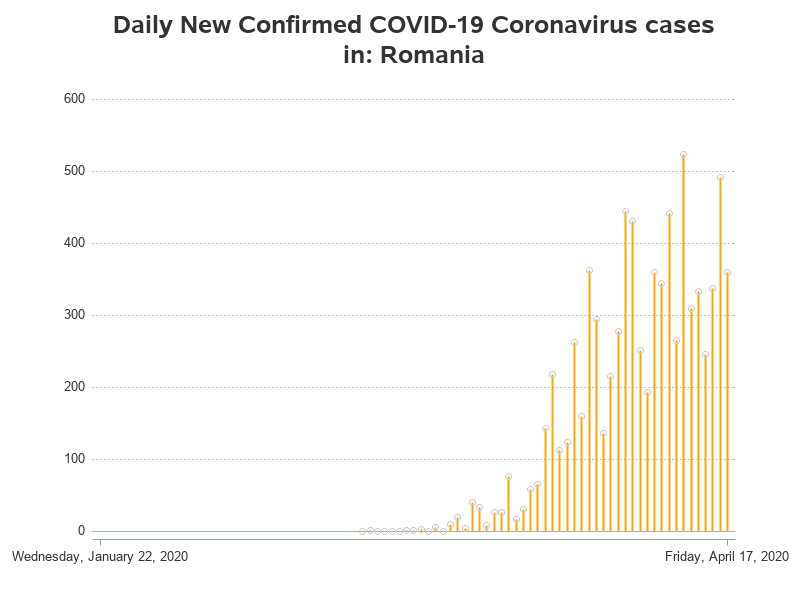 Daily New Confirmed COVID-19 Coronavirus cases
in: Romania
600
500
400
300
200
100
0
Wednesday, January 22, 2020
Friday, April 17, 2020